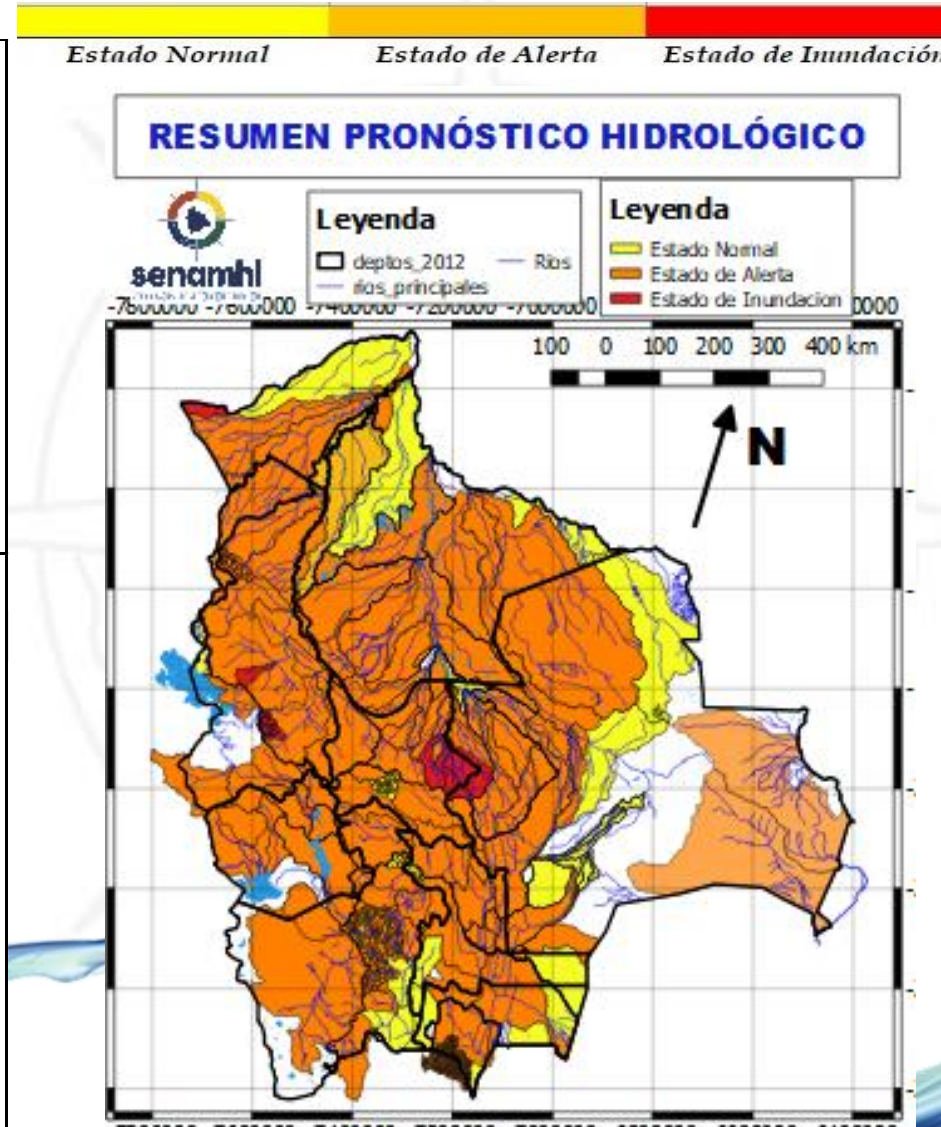 Estado Normal Estado de Alerta Estado de Inundación
RESUMEN PRONÓSTICO HIDROLÓGICO
senamhi
Leyenda
deptos_2012 Rios
rios_principales
Leyenda
Estado Normal
Estado de Alerta
Estado de Inundacion
100 0 100 200 300 400 km
N